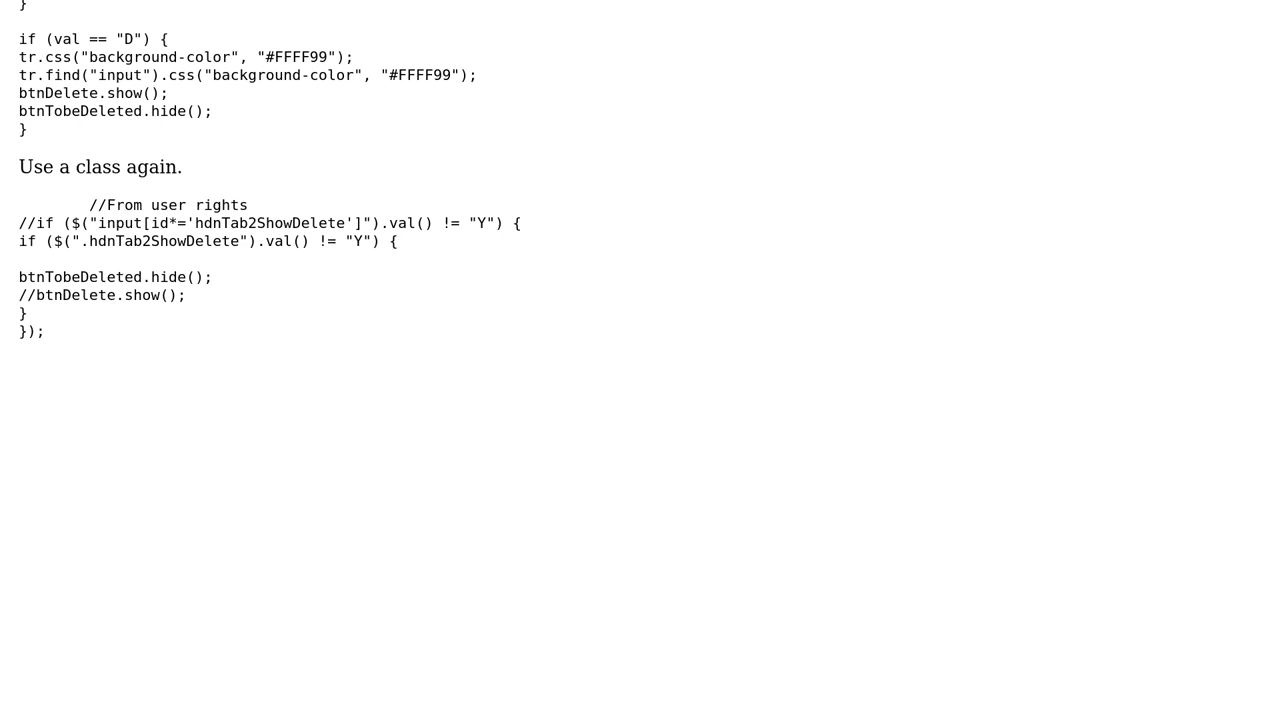 }
if (val == "D") {
tr.css("background-color", "#FFFF99");
tr.find("input").css("background-color", "#FFFF99");
btnDelete.show();
btnTobeDeleted.hide();
}
Use a class again.
//From user rights
//if ($("input[id*='hdnTab2ShowDelete']").val() != "Y") {
if ($(".hdnTab2ShowDelete").val() != "Y") {
btnTobeDeleted.hide();
//btnDelete.show();
}
});